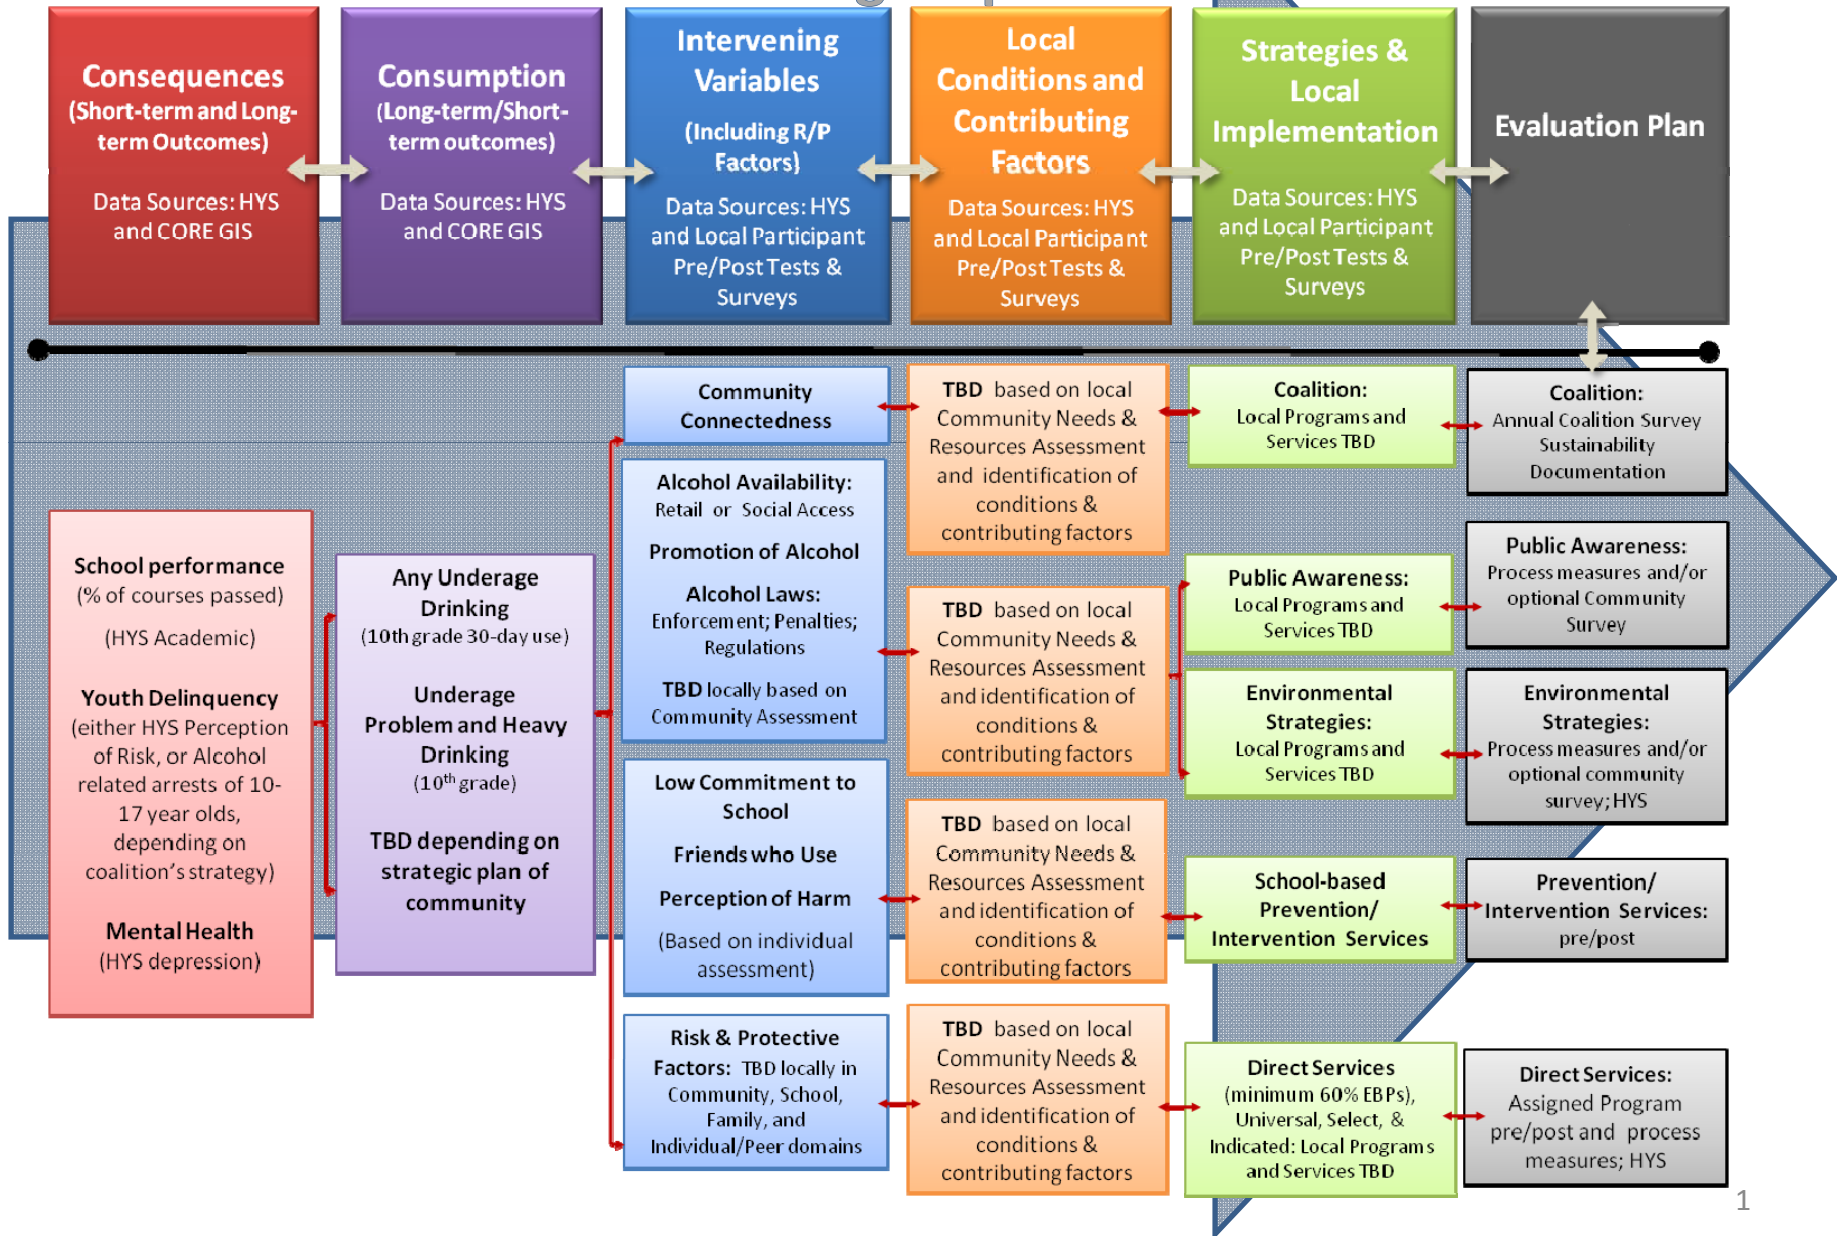 Consequences
(Short-term and Long-
term Outcomes)
Data Sources: HYS
and CORE GIS
Consumption
(Long-term/Short-
term outcomes)
Data Sources: HYS
and CORE GIS
Intervening
Variables
(Including R/P
Factors)
Data Sources: HYS
and Local Participant
Pre/Post Tests &
Surveys
Local
Conditions and
Contributing
Factors
Data Sources: HYS
and Local Participant
Pre/Post Tests &
Surveys
Strategies &
Local
Implementation
Data Sources: HYS
and Local Participant
Pre/Post Tests &
Surveys
Evaluation Plan
School performance
(% of courses passed)
(HYS Academic)
Youth Delinquency
(either HYS Perception
of Risk, or Alcohol
related arrests of 10-
17 year olds,
depending on
coalition's strategy)
Mental Health
(HYS depression)
Any Underage
Drinking
(10th grade 30-day use)
Underage
Problem and Heavy
Drinking
(10th grade)
TBD depending on
strategic plan of
community
Community
Connectedness
Alcohol Availability:
Retail or Social Access
Promotion of Alcohol
Alcohol Laws:
Enforcement; Penalties;
Regulations
TBD locally based on
Community Assessment
Low Commitment to
School
Friends who Use
Perception of Harm
(Based on individual
assessment)
Risk & Protective
Factors: TBD locally in
Community, School,
Family, and
Individual/Peer domains
TBD based on local
Community Needs &
Resources Assessment
and identification of
conditions &
contributing factors
TBD based on local
Community Needs &
Resources Assessment
and identification of
conditions &
contributing factors
TBD based on local
Community Needs &
Resources Assessment
and identification of
conditions &
contributing factors
TBD based on local
Community Needs &
Resources Assessment
and identification of
conditions &
contributing factors
Coalition:
Local Programs and
Services TBD
Public Awareness:
Local Programs and
Services TBD
Environmental
Strategies:
Local Programs and
Services TBD
School-based
Prevention/
Intervention Services
Direct Services
(minimum 60% EBPs),
Universal, Select, &
Indicated: Local Programs
and Services TBD
Coalition:
Annual Coalition Survey
Sustainability
Documentation
Public Awareness:
Process measures and/or
optional Community
Survey
Environmental
Strategies:
Process measures and/or
optional community
survey; HYS
Prevention/
Intervention Services:
pre/post
Direct Services:
Assigned Program
pre/post and process
measures; HYS
1